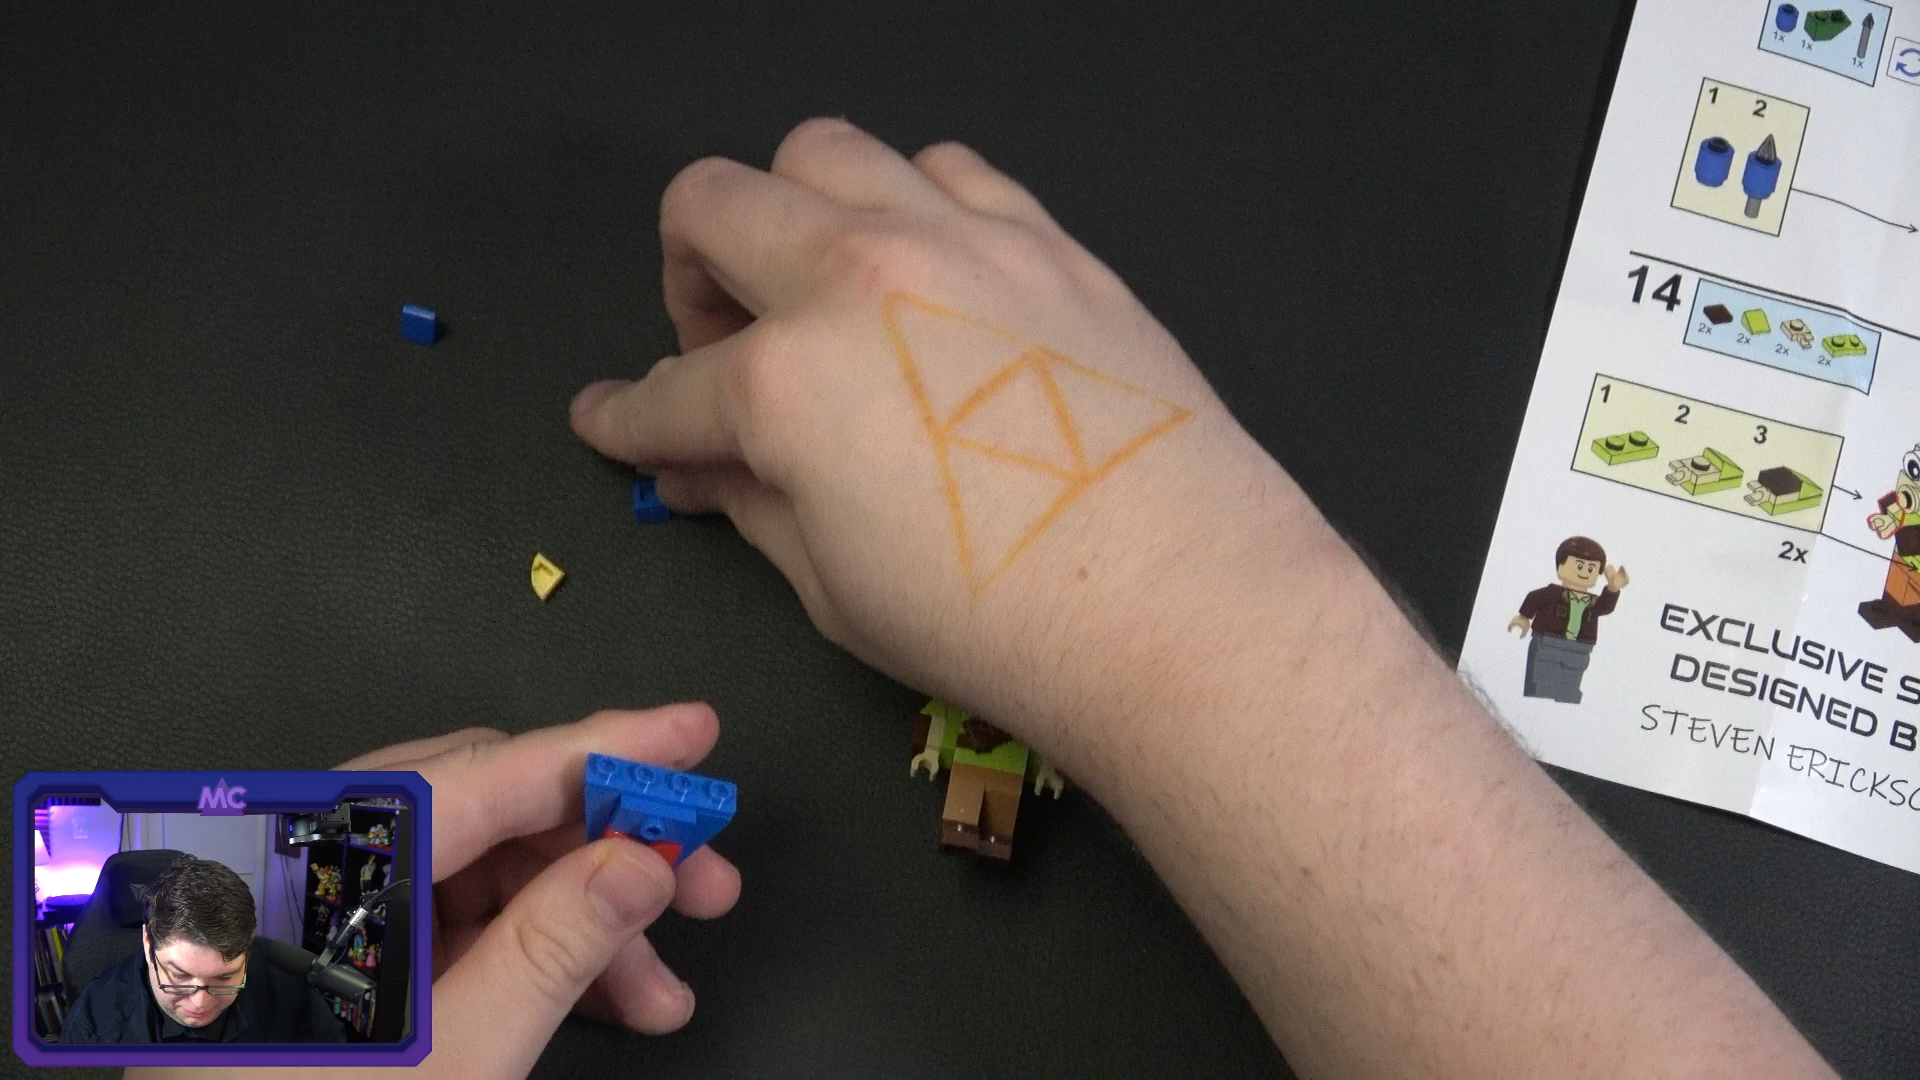 1x 1x 1x
1 2
14
2x 2x 2x 2x
1 2 3
2x
EXCLUSIVE S
DESIGNED B
STEVEN ERICKSO
MC